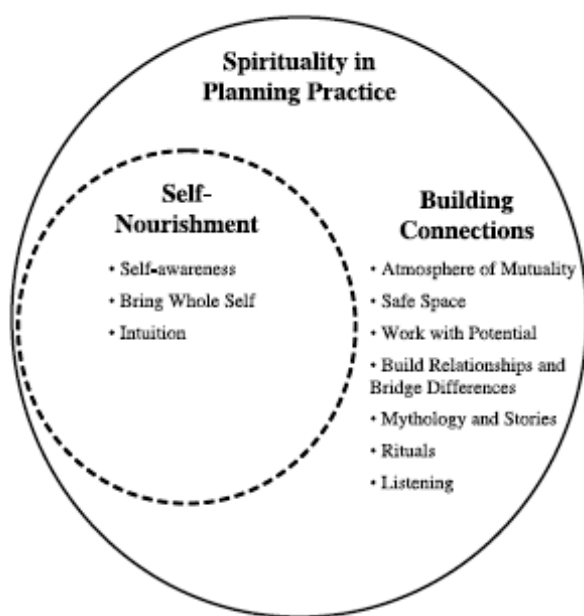 Spirituality in
Planning Practice
Self-
Nourishment
• Self-awareness
• Bring Whole Self
• Intuition
Building
Connections
• Atmosphere of Mutuality
• Safe Space
• Work with Potential
• Build Relationships and
Bridge Differences
• Mythology and Stories
• Rituals
• Listening